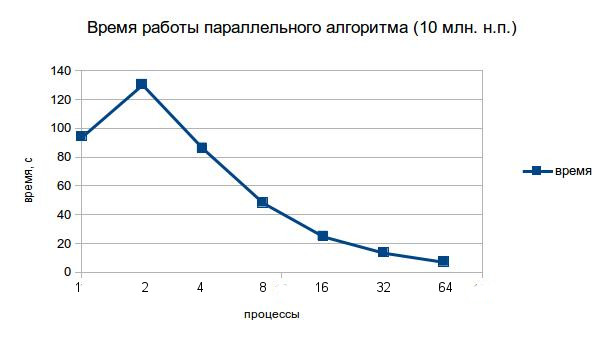 Время работы параллельного алгоритма (10 млн. н.п.)
140
120
100
80
60
40
20
0
время, с
1 2 4 8 16 32 64
процессы
время